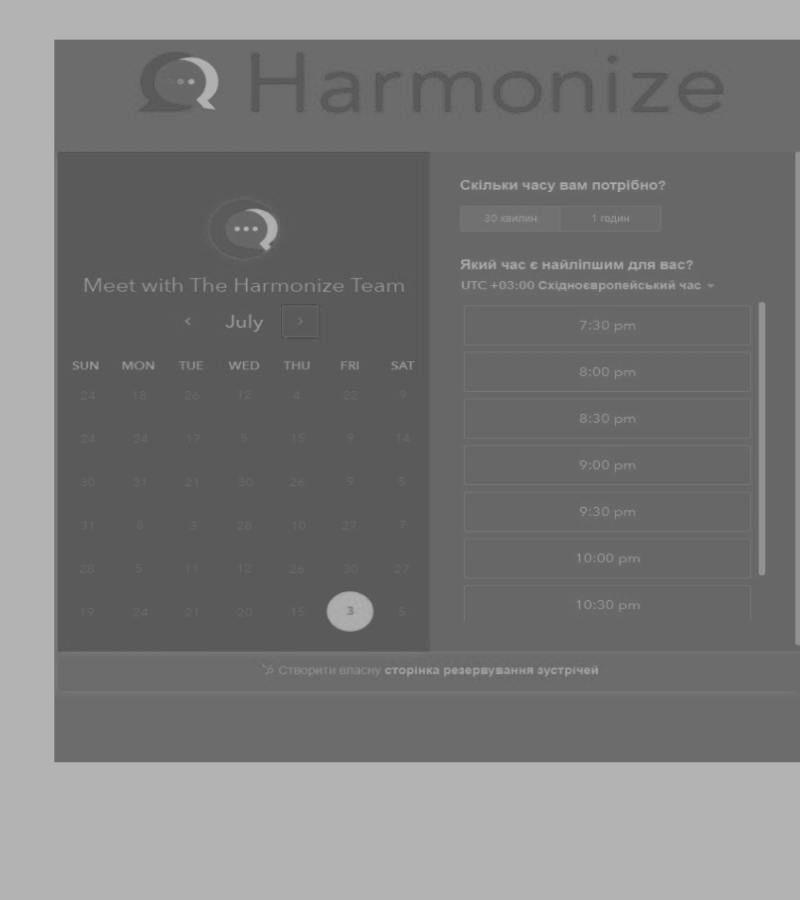 Harmonize
Meet with The Harmonize Team
July
SUN MON TUE WED THU FRI SAT
24 18 26 12 4 22 9
24 24 17 5 15 9 14
30 31 21 30 26 9 5
31 8 3 28 10 27 7
28 5 11 12 26 30 27
19 24 21 20 15 3 5
Скільки часу вам потрібно?
30 хвилин 1 годин
Який час є найліпшим для вас?
UTC +03:00 Східноєвропейський час
7:30 pm
8:00 pm
8:30 pm
9:00 pm
9:30 pm
10:00 pm
10:30 pm
Створити власну сторінка резервування зустрічей